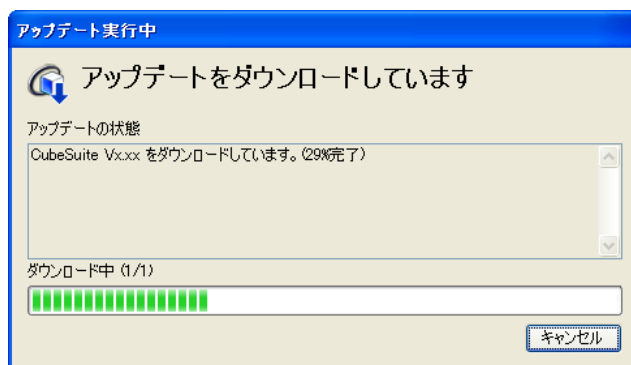 アップデート実行中
アップデートをダウンロードしています
アップデートの状態
CubeSuite Vx.xx をダウンロードしています。(29%完了)
ダウンロード中 (1/1)
キャンセル